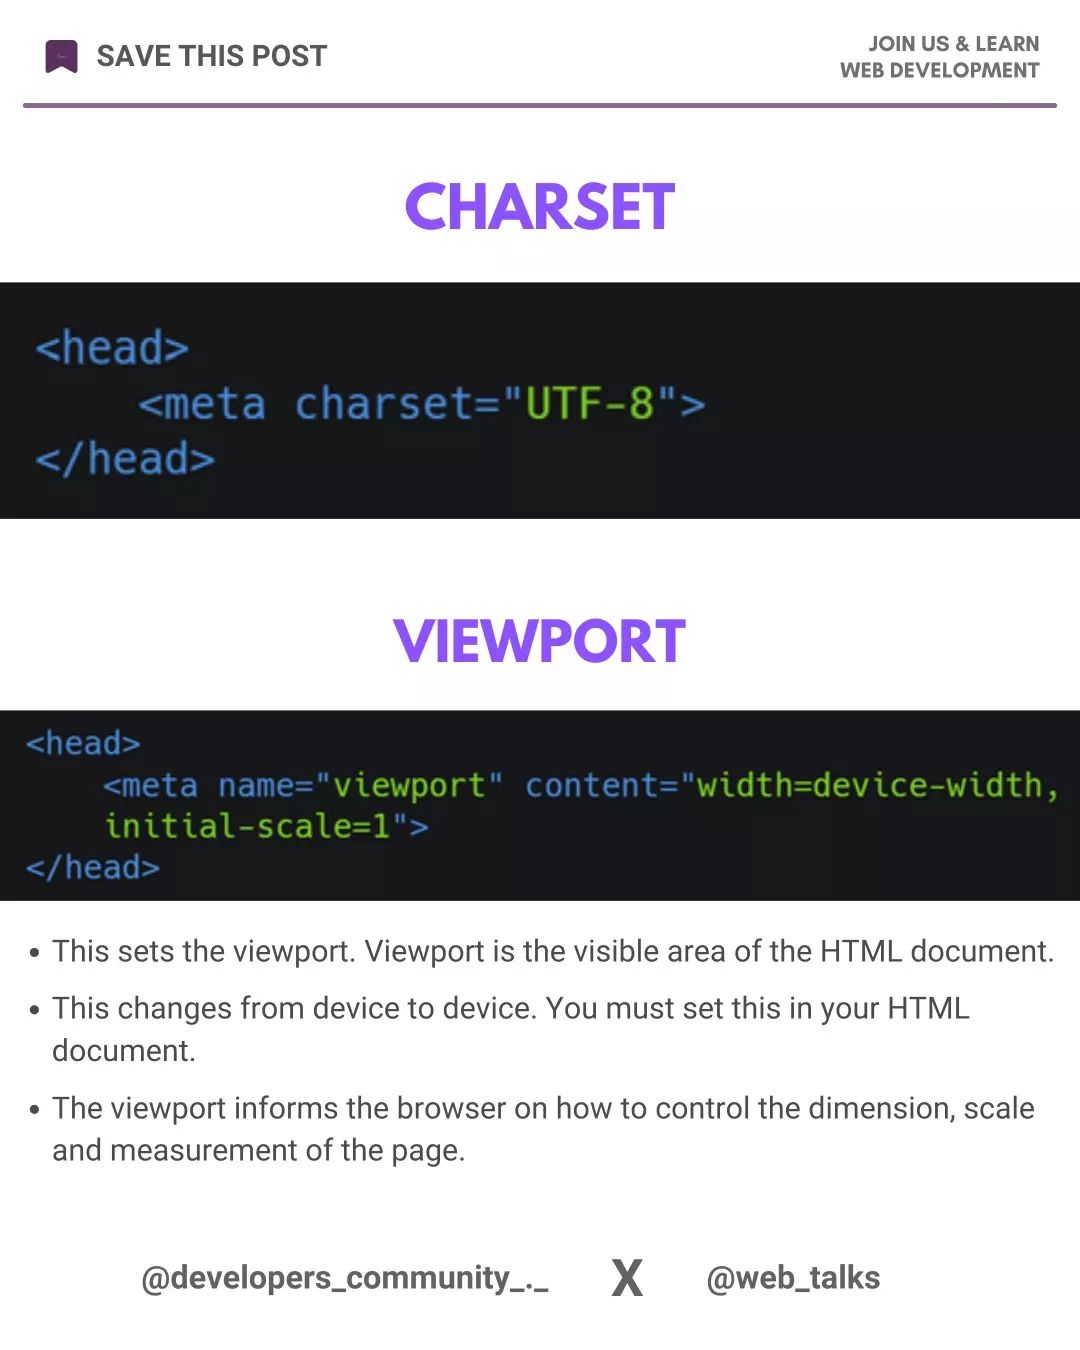 SAVE THIS POST
JOIN US & LEARN
WEB DEVELOPMENT
CHARSET
<head>
    <meta charset="UTF-8">
</head>
VIEWPORT
<head>
    <meta name="viewport" content="width=device-width,
    initial-scale=1">
</head>
• This sets the viewport. Viewport is the visible area of the HTML document.
• This changes from device to device. You must set this in your HTML
document.
• The viewport informs the browser on how to control the dimension, scale
and measurement of the page.
@developers_community_._ X @web_talks